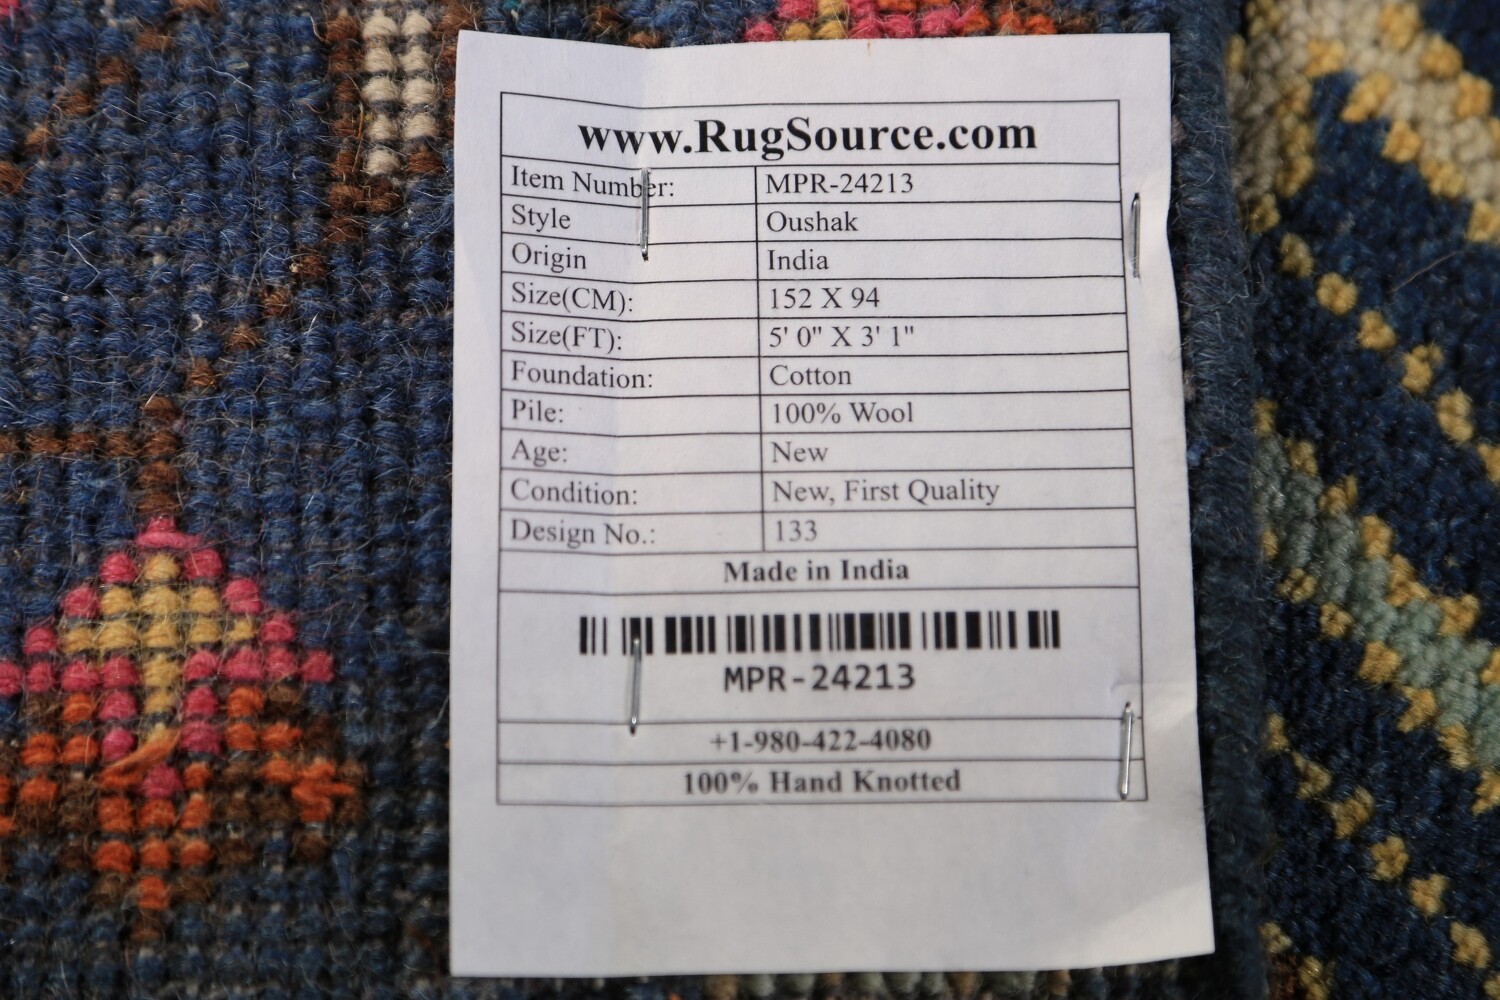 www.RugSource.com
Item Number: MPR-24213
Style Oushak
Origin India
Size(CM): 152 X 94
Size(FT): 5' 0" X 3' 1"
Foundation: Cotton
Pile: 100% Wool
Age: New
Condition: New, First Quality
Design No.: 133
Made in India
MPR-24213
+1-980-422-4080
100% Hand Knotted